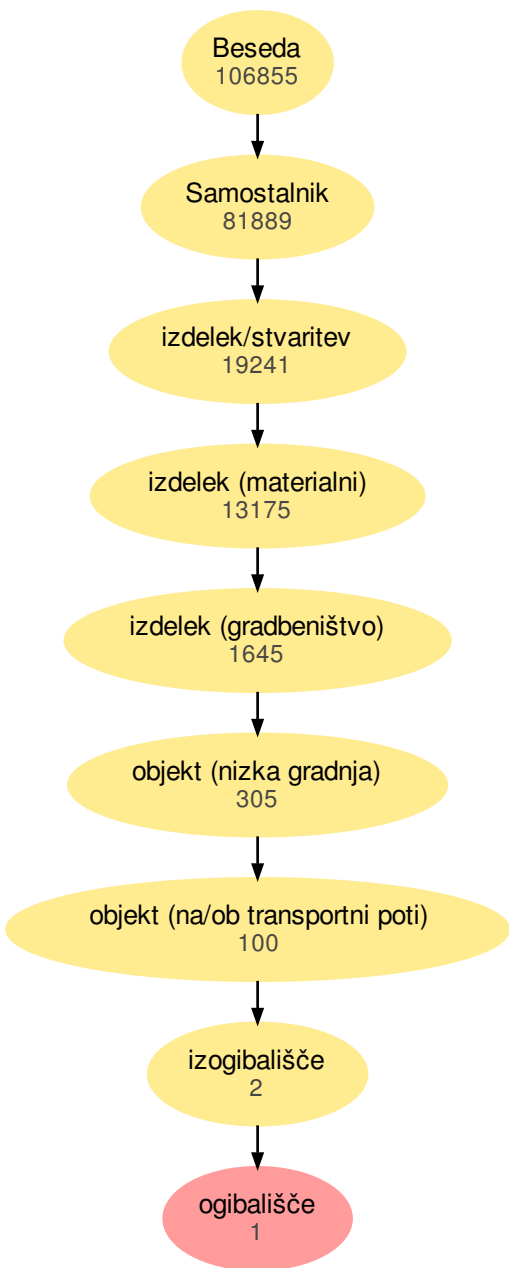 Beseda
106855
Samostalnik
81889
izdelek/stvaritev
19241
izdelek (materialni)
13175
izdelek (gradbeništvo)
1645
objekt (nizka gradnja)
305
objekt (na/ob transportni poti)
100
izogibališče
2
ogibališče
1